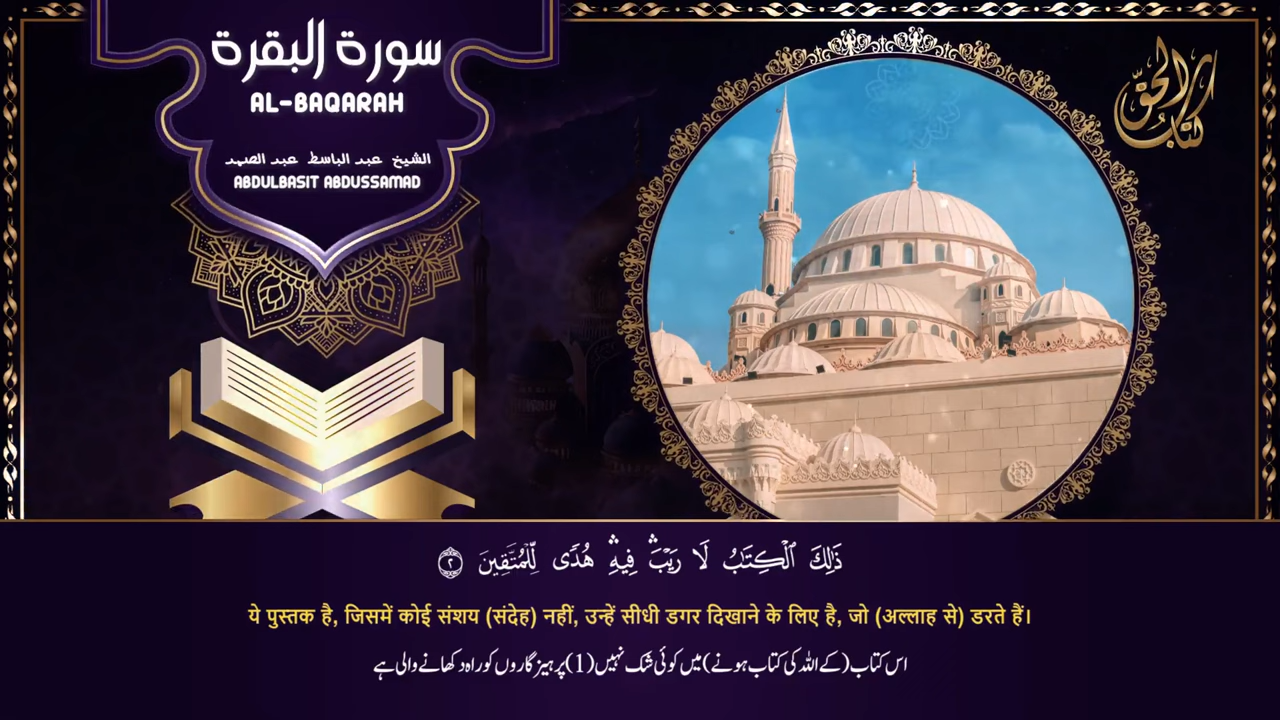 سورة البقرة
AL-BAQARAH
الشيخ عبد الباسط عبد الصمد
ABDULBASIT ABDUSSAMAD
كتاب الحق
ذَٰلِكَ ٱلْكِتَٰبُ لَا رَيْبَ ۛ فِيهِ ۛ هُدًى لِّلْمُتَّقِينَ ٢
ये पुस्तक है, जिसमें कोई संशय (संदेह) नहीं, उन्हें सीधी डगर दिखाने के लिए है, जो (अल्लाह से) डरते हैं।
اس کتاب (کے اللہ کی کتاب ہونے) میں کوئی شک نہیں (1) پرہیزگاروں کو راہ دکھانے والی ہے